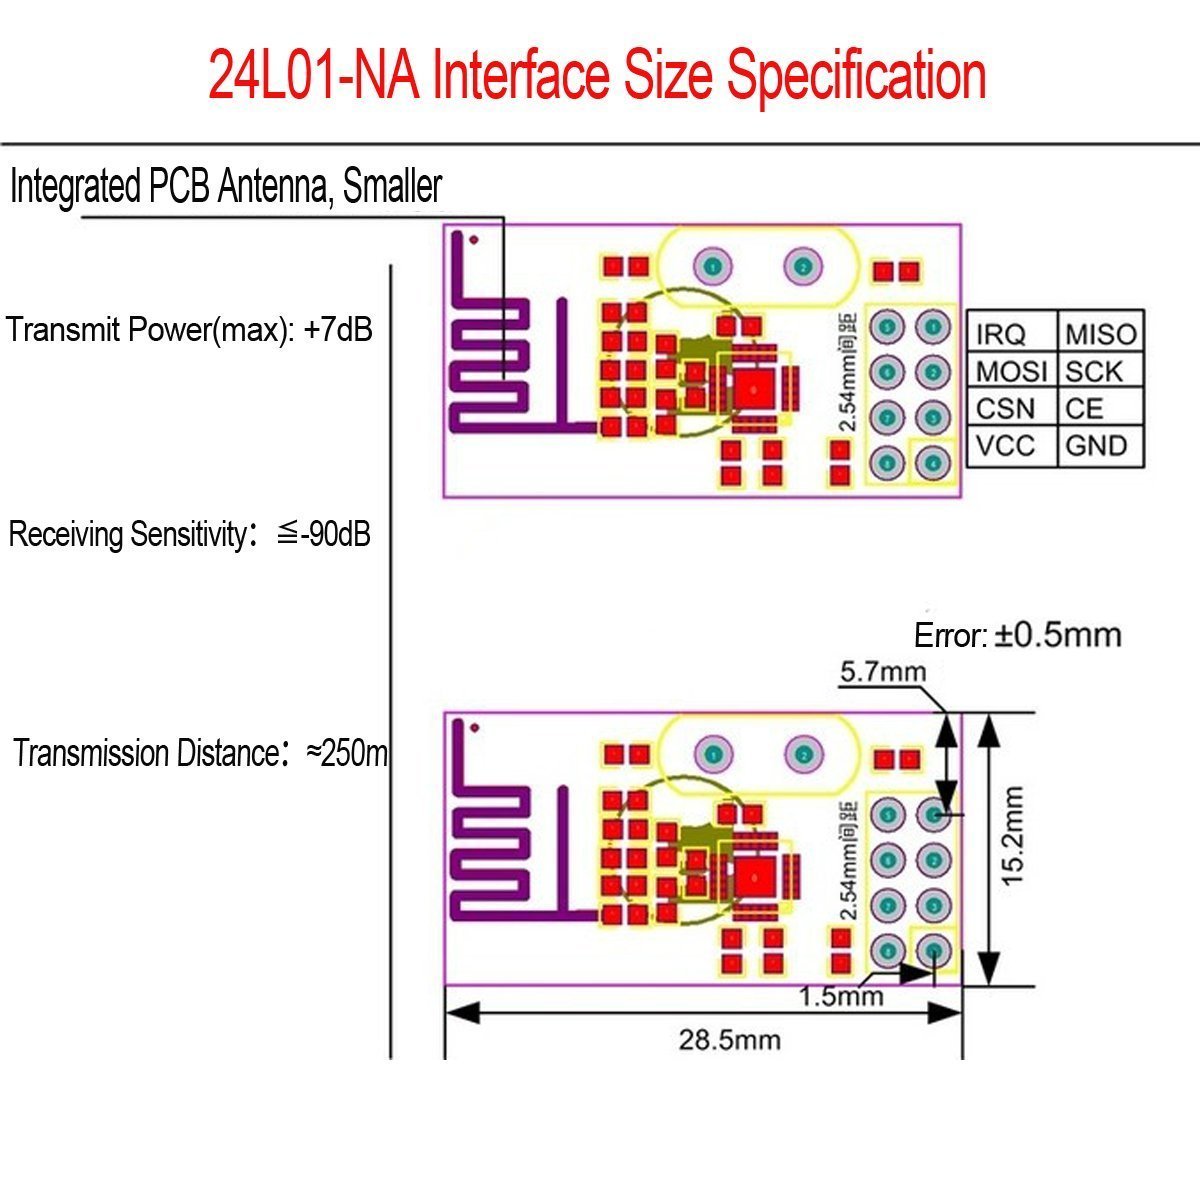 24L01-NA Interface Size Specification
Integrated PCB Antenna, Smaller
Transmit Power(max): +7dB
2.54mm间距
IRQ MISO
MOSI SCK
CSN CE
VCC GND
Receiving Sensitivity： ≦-90dB
Error: ±0.5mm
5.7mm
Transmission Distance： ≈250m
2.54mm间距
15.2mm
1.5mm
28.5mm